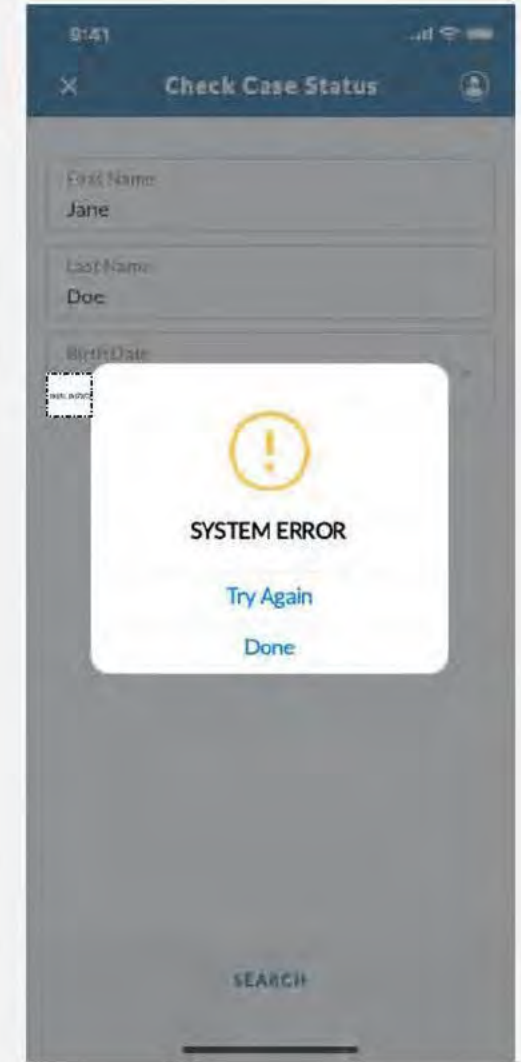 9:41
Check Case Status
First Name
Jane
Last Name
Doe
Birth Date
SYSTEM ERROR
Try Again
Done
SEARCH